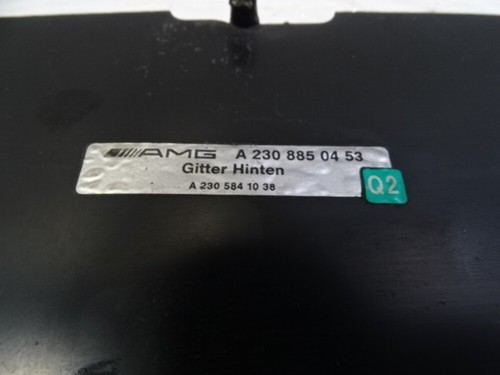 AMG A 230 885 04 53
Gitter Hinten
A 230 584 10 38
Q2